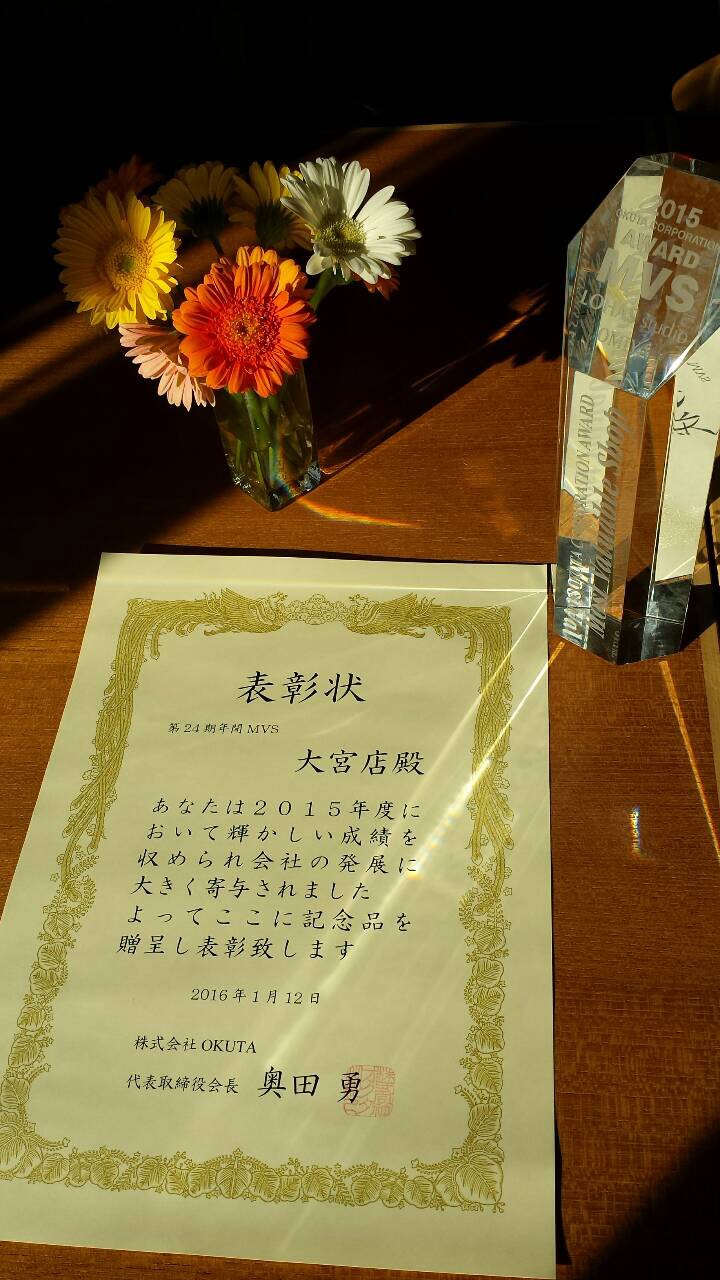 2015
OKUTA CORPORATION
AWARD
MVS
表彰状
第24期年間MVS
大宮店殿
あなたは2015年度に
おいて輝かしい成績を
収められ会社の発展に
大きく寄与されました
よってここに記念品を
贈呈し表彰致します
2016年1月12日
株式会社 OKUTA
代表取締役会長 奥田 勇